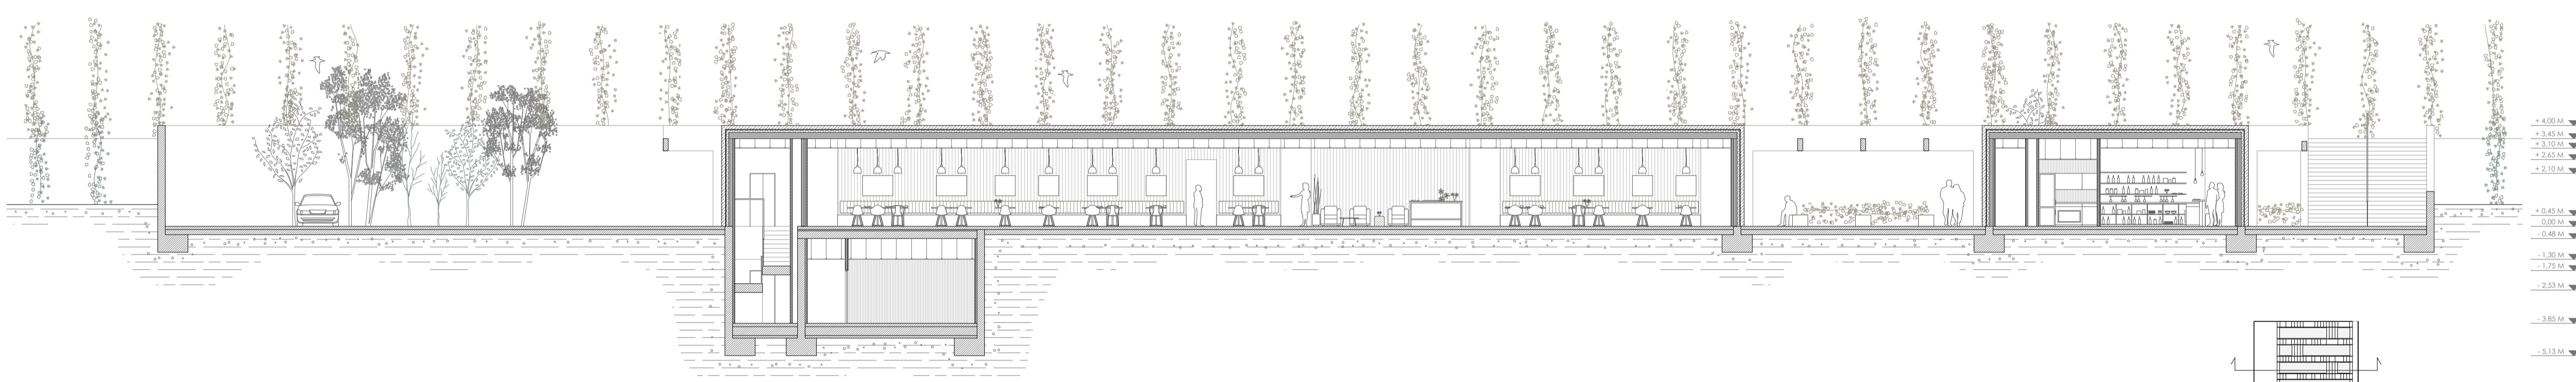 + 4,00 M
+ 3,45 M
+ 3,10 M
+ 2,65 M
+ 2,10 M
+ 0,45 M
0,00 M
- 0,48 M
- 1,30 M
- 1,75 M
- 2,53 M
- 3,85 M
- 5,13 M